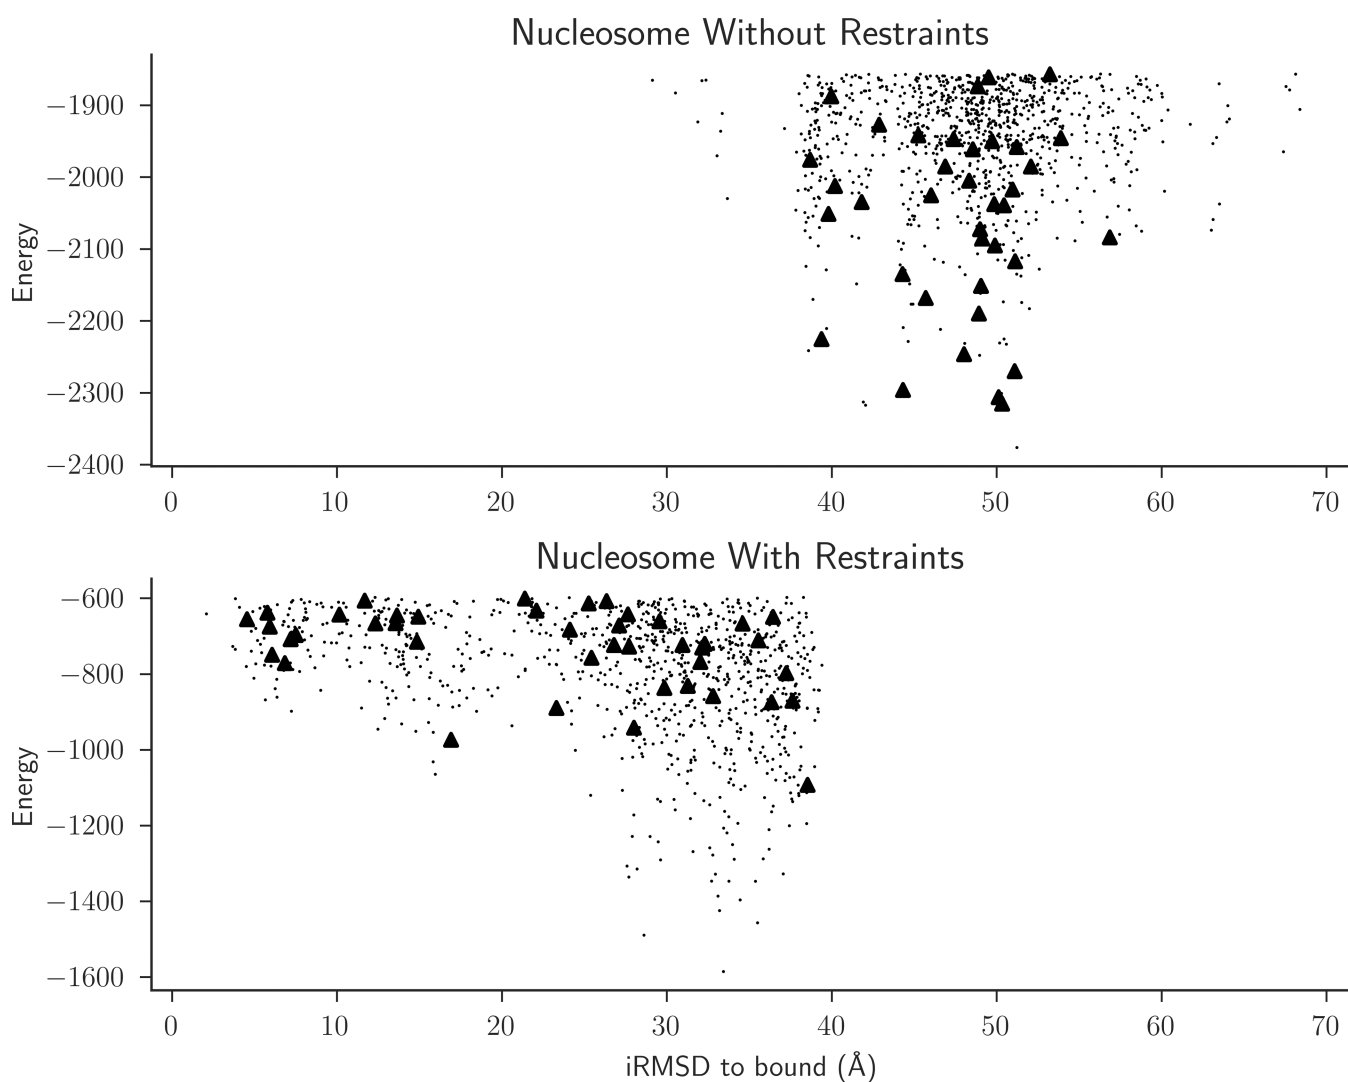 Nucleosome Without Restraints
Energy
−1900
−2000
−2100
−2200
−2300
−2400
0 10 20 30 40 50 60 70
Nucleosome With Restraints
Energy
−600
−800
−1000
−1200
−1400
−1600
0 10 20 30 40 50 60 70
iRMSD to bound (Å)